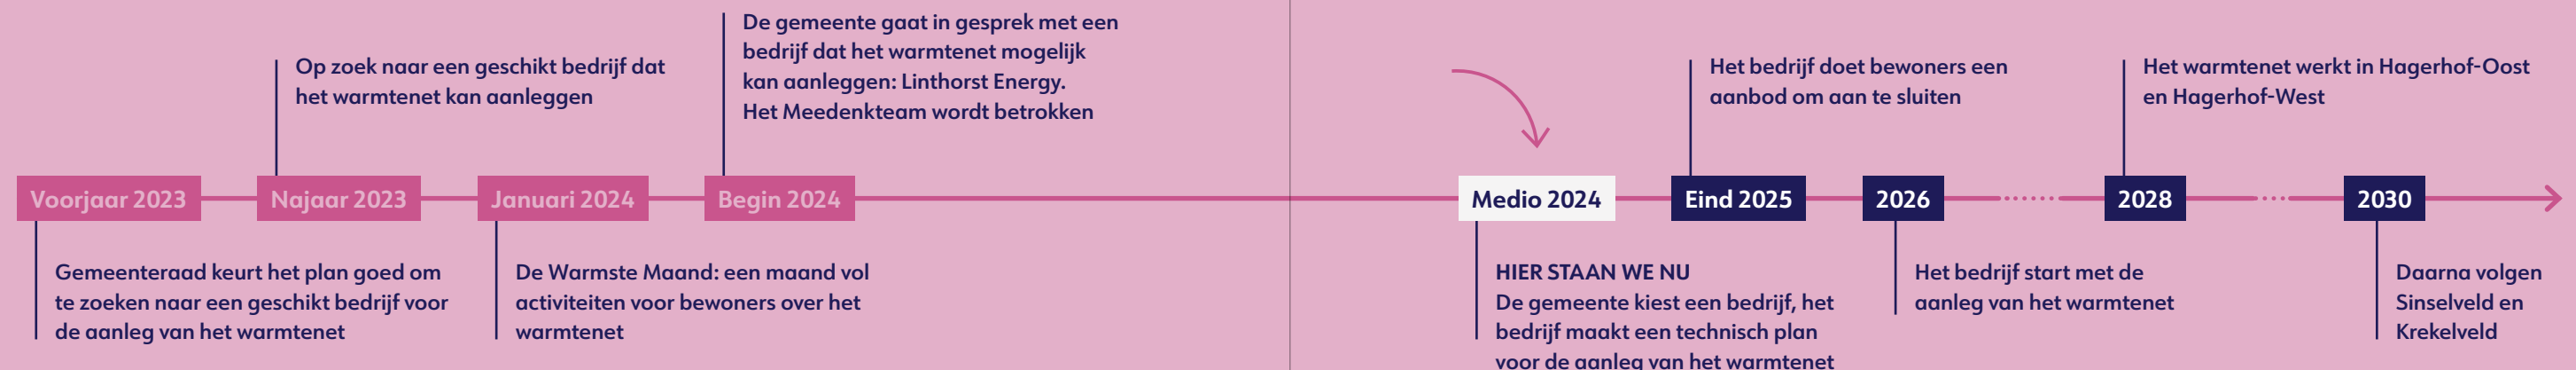 Voorjaar 2023
Gemeenteraad keurt het plan goed om
te zoeken naar een geschikt bedrijf voor
de aanleg van het warmtenet
Najaar 2023
Op zoek naar een geschikt bedrijf dat
het warmtenet kan aanleggen
Januari 2024
De Warmste Maand: een maand vol
activiteiten voor bewoners over het
warmtenet
Begin 2024
De gemeente gaat in gesprek met een
bedrijf dat het warmtenet mogelijk
kan aanleggen: Linthorst Energy.
Het Meedenkteam wordt betrokken
Medio 2024
HIER STAAN WE NU
De gemeente kiest een bedrijf, het
bedrijf maakt een technisch plan
voor de aanleg van het warmtenet
Eind 2025
Het bedrijf doet bewoners een
aanbod om aan te sluiten
2026
Het bedrijf start met de
aanleg van het warmtenet
2028
Het warmtenet werkt in Hagerhof-Oost
en Hagerhof-West
2030
Daarna volgen
Sinselveld en
Krekelveld